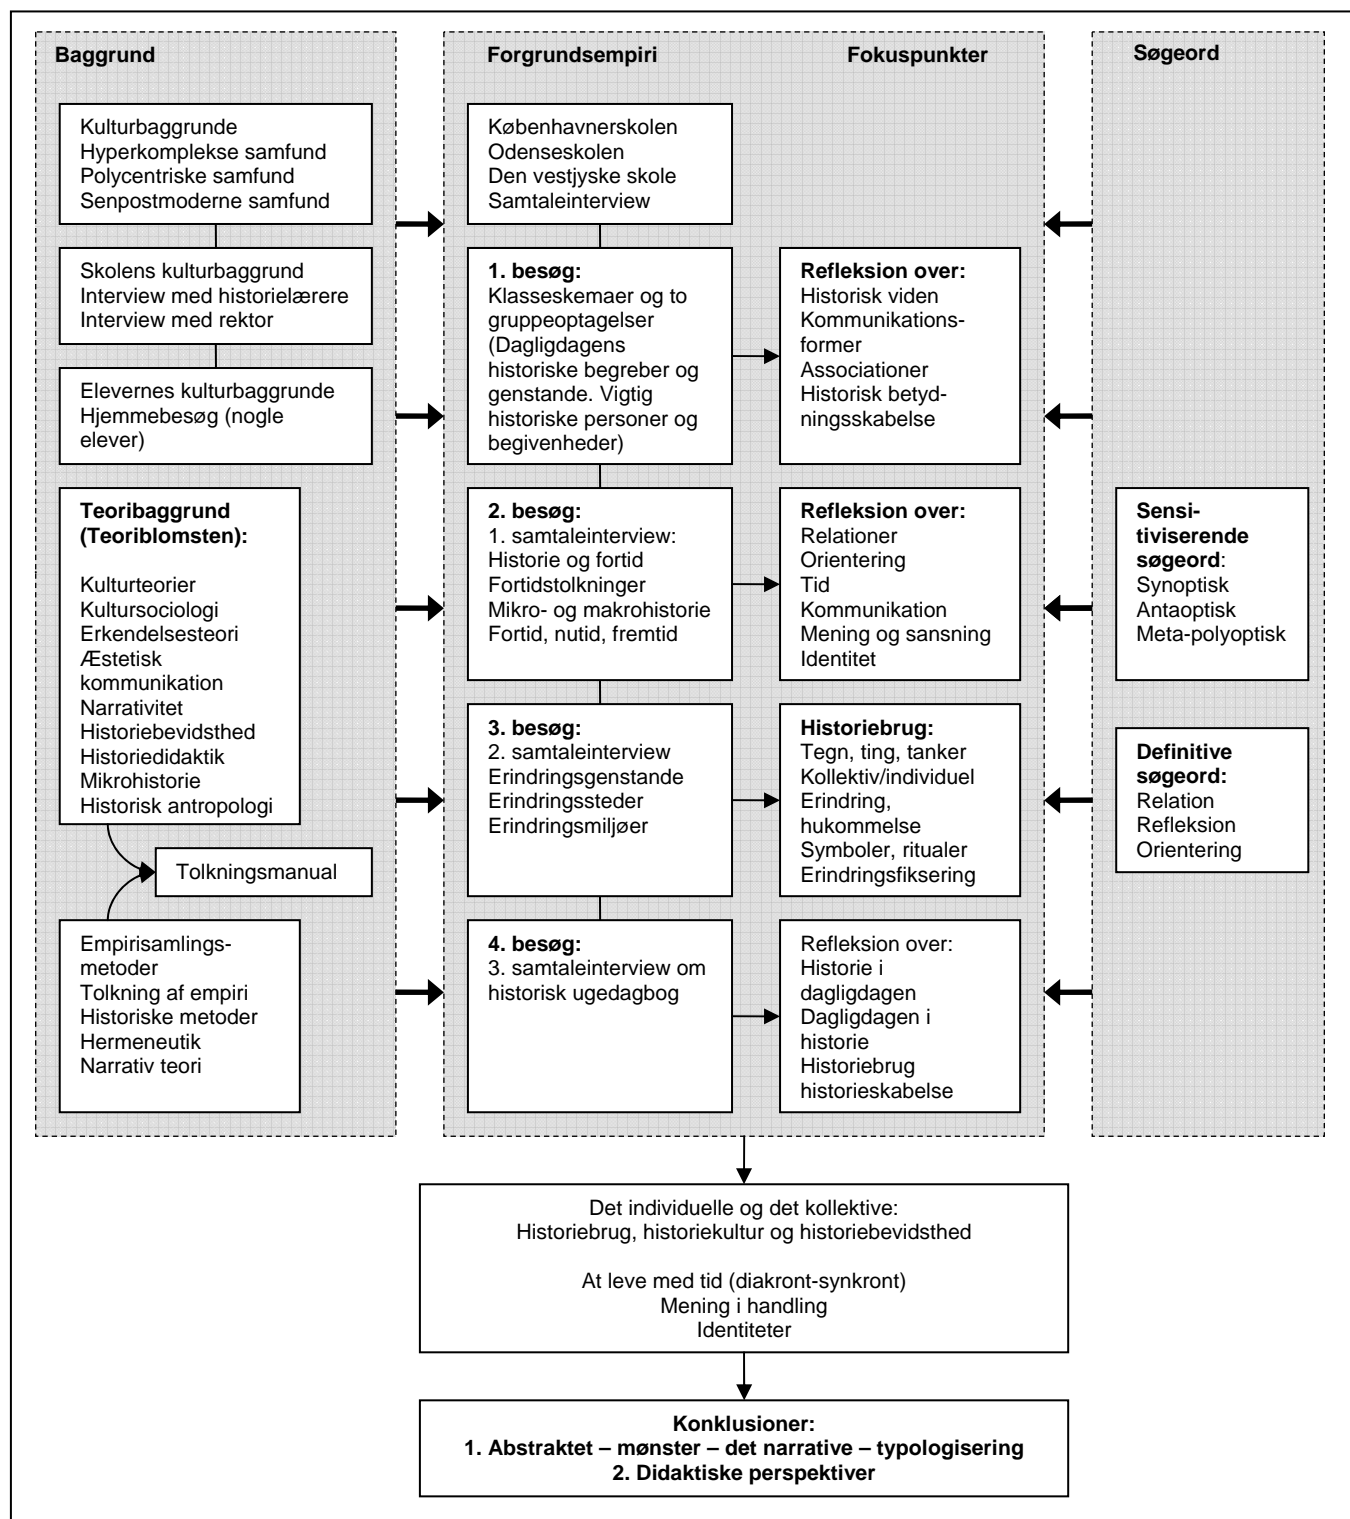 Baggrund
Kulturbaggrunde
Hyperkomplekse samfund
Polycentriske samfund
Senpostmoderne samfund
Skolens kulturbaggrund
Interview med historielærere
Interview med rektor
Elevernes kulturbaggrunde
Hjemmebesøg (nogle
elever)
Teoribaggrund
(Teoriblomsten):
Kulturteorier
Kultursociologi
Erkendelsesteori
Æstetisk
kommunikation
Narrativitet
Historiebevidsthed
Historiedidaktik
Mikrohistorie
Historisk antropologi
Tolkningsmanual
Empirisamlings-
metoder
Tolkning af empiri
Historiske metoder
Hermeneutik
Narrativ teori
Forgrundsempiri
Fokuspunkter
Københavnerskolen
Odenseskolen
Den vestjyske skole
Samtaleinterview
1. besøg:
Klasseskemaer og to
gruppeoptagelser
(Dagligdagens
historiske begreber og
genstande. Vigtig
historiske personer og
begivenheder)
Refleksion over:
Historisk viden
Kommunikations-
former
Associationer
Historisk betyd-
ningsskabelse
2. besøg:
1. samtaleinterview:
Historie og fortid
Fortidstolkninger
Mikro- og makrohistorie
Fortid, nutid, fremtid
Refleksion over:
Relationer
Orientering
Tid
Kommunikation
Mening og sansning
Identitet
3. besøg:
2. samtaleinterview
Erindringsgenstande
Erindringssteder
Erindringsmiljøer
Historiebrug:
Tegn, ting, tanker
Kollektiv/individuel
Erindring,
hukommelse
Symboler, ritualer
Erindringsfiksering
4. besøg:
3. samtaleinterview om
historisk ugedagbog
Refleksion over:
Historie i
dagligdagen
Dagligdagen i
historie
Historiebrug
historieskabelse
Søgeord
Sensi-
tiviserende
søgeord:
Synoptisk
Antaoptisk
Meta-polyoptisk
Definitive
søgeord:
Relation
Refleksion
Orientering
Det individuelle og det kollektive:
Historiebrug, historiekultur og historiebevidsthed
At leve med tid (diakront-synkront)
Mening i handling
Identiteter
Konklusioner:
1. Abstraktet – mønster – det narrative – typologisering
2. Didaktiske perspektiver